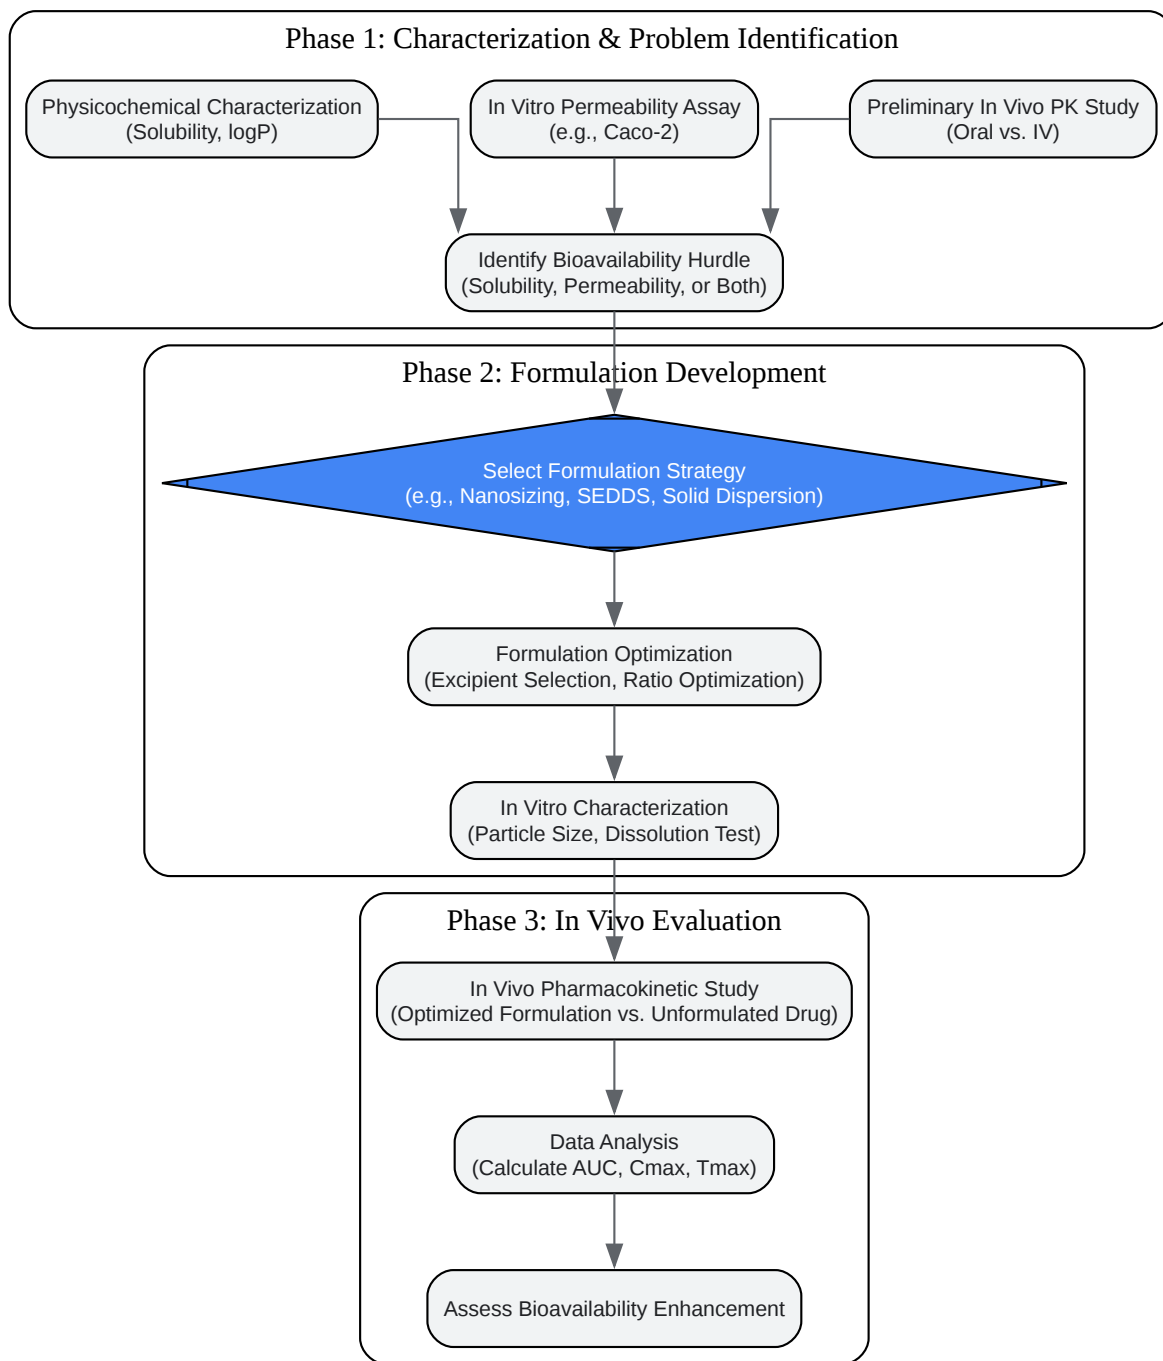 Phase 1: Characterization & Problem Identification
Physicochemical Characterization
(Solubility, logP)
In Vitro Permeability Assay
(e.g., Caco-2)
Preliminary In Vivo PK Study
(Oral vs. IV)
Identify Bioavailability Hurdle
(Solubility, Permeability, or Both)
Phase 2: Formulation Development
Select Formulation Strategy
(e.g., Nanosizing, SEDDS, Solid Dispersion)
Formulation Optimization
(Excipient Selection, Ratio Optimization)
In Vitro Characterization
(Particle Size, Dissolution Test)
Phase 3: In Vivo Evaluation
In Vivo Pharmacokinetic Study
(Optimized Formulation vs. Unformulated Drug)
Data Analysis
(Calculate AUC, Cmax, Tmax)
Assess Bioavailability Enhancement